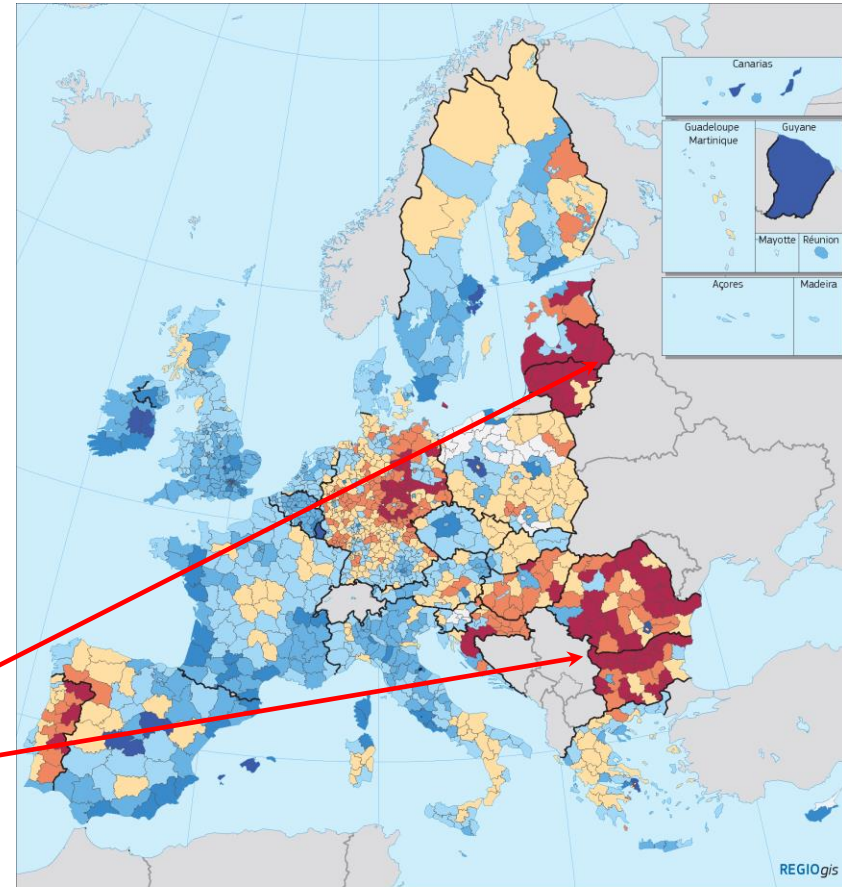 Canarias
Guadeloupe
Martinique
Guyane
Mayotte
Réunion
Açores
Madeira
REGIOgis